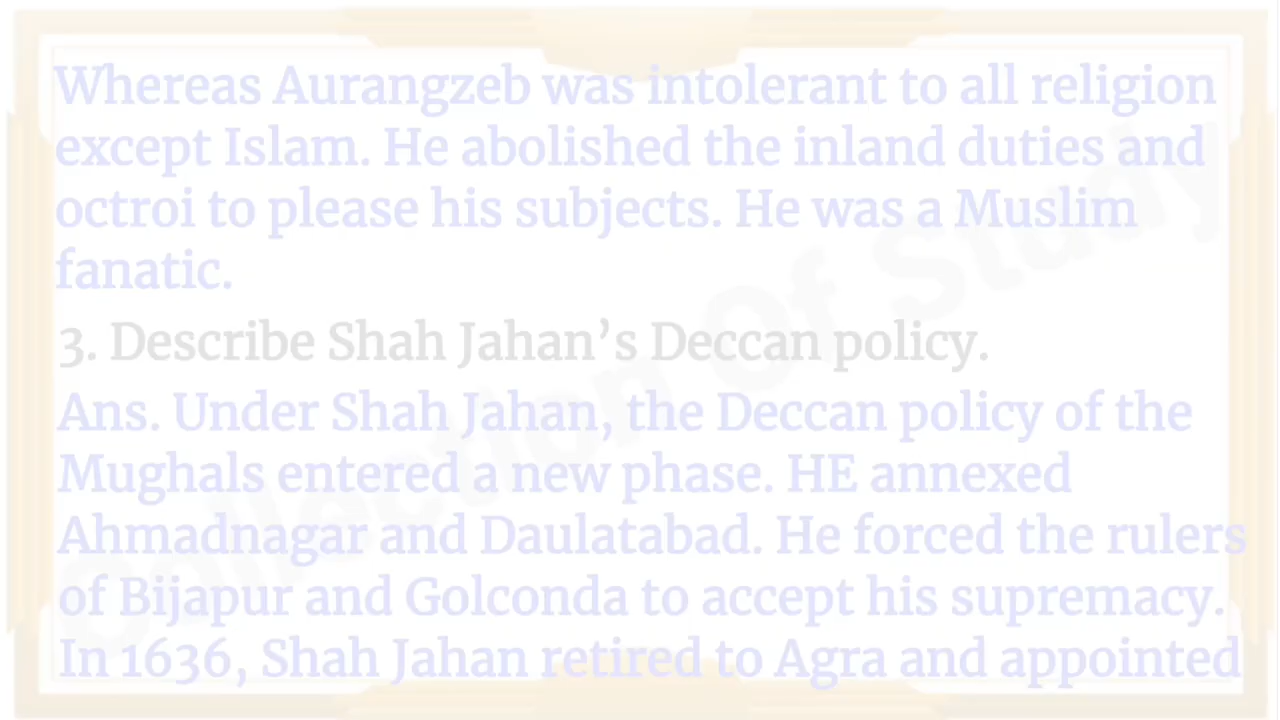 Whereas Aurangzeb was intolerant to all religion
except Islam. He abolished the inland duties and
octroi to please his subjects. He was a Muslim
fanatic.
3. Describe Shah Jahan’s Deccan policy.
Ans. Under Shah Jahan, the Deccan policy of the
Mughals entered a new phase. HE annexed
Ahmadnagar and Daulatabad. He forced the rulers
of Bijapur and Golconda to accept his supremacy.
In 1636, Shah Jahan retired to Agra and appointed
Collection Of Study